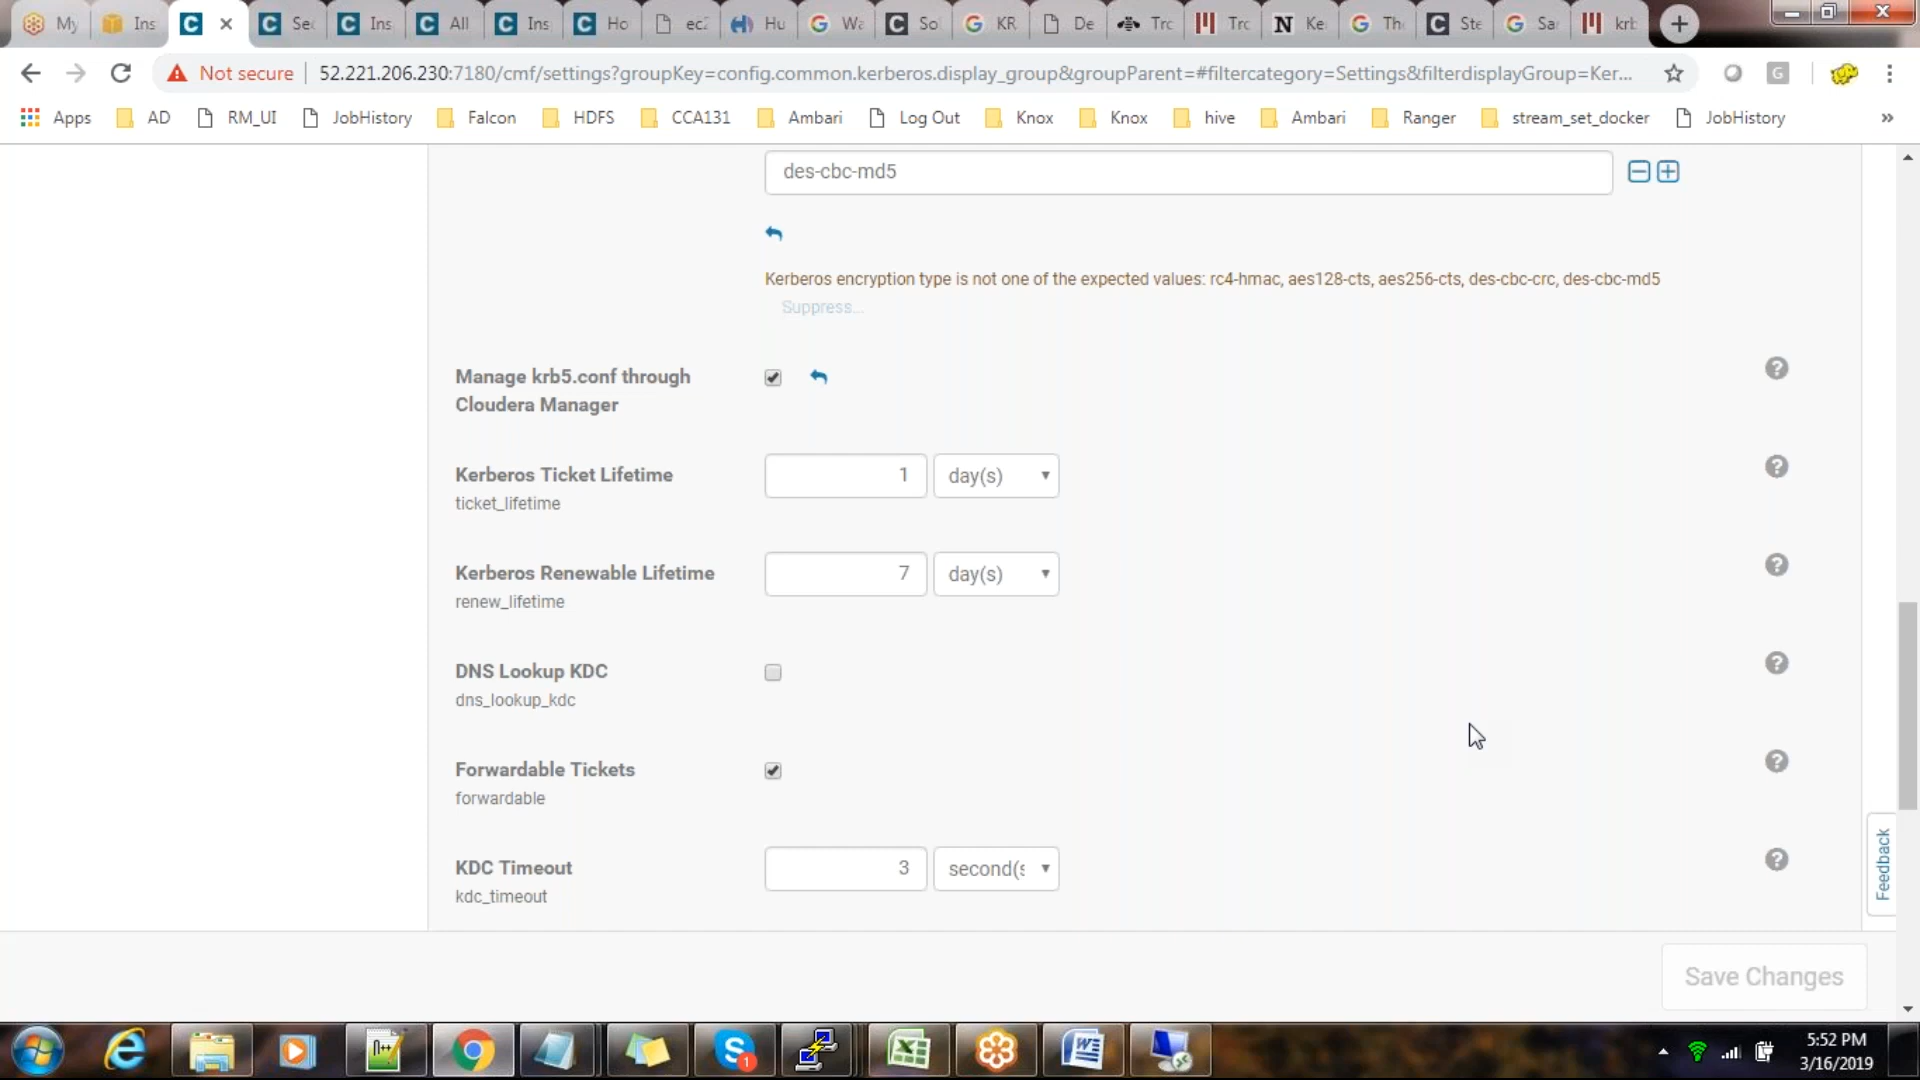 My
Ins
Sec
Ins
All
Ins
Ho
ec2
Hu
Wa
So
KR
De
Tro
Tro
Ke
The
Ste
Sa
krb
Not secure
52.221.206.230:7180/cmf/settings?groupKey=config.common.kerberos.display_group&groupParent=#filtercategory=Settings&filterdisplayGroup=Ker...
Apps
AD
RM_UI
JobHistory
Falcon
HDFS
CCA131
Ambari
Log Out
Knox
Knox
hive
Ambari
Ranger
stream_set_docker
JobHistory
»
des-cbc-md5
Kerberos encryption type is not one of the expected values: rc4-hmac, aes128-cts, aes256-cts, des-cbc-crc, des-cbc-md5
Suppress...
Manage krb5.conf through
Cloudera Manager
Kerberos Ticket Lifetime
ticket_lifetime
1
day(s)
Kerberos Renewable Lifetime
renew_lifetime
7
day(s)
DNS Lookup KDC
dns_lookup_kdc
Forwardable Tickets
forwardable
KDC Timeout
kdc_timeout
3
second(s
Feedback
Save Changes
5:52 PM
3/16/2019